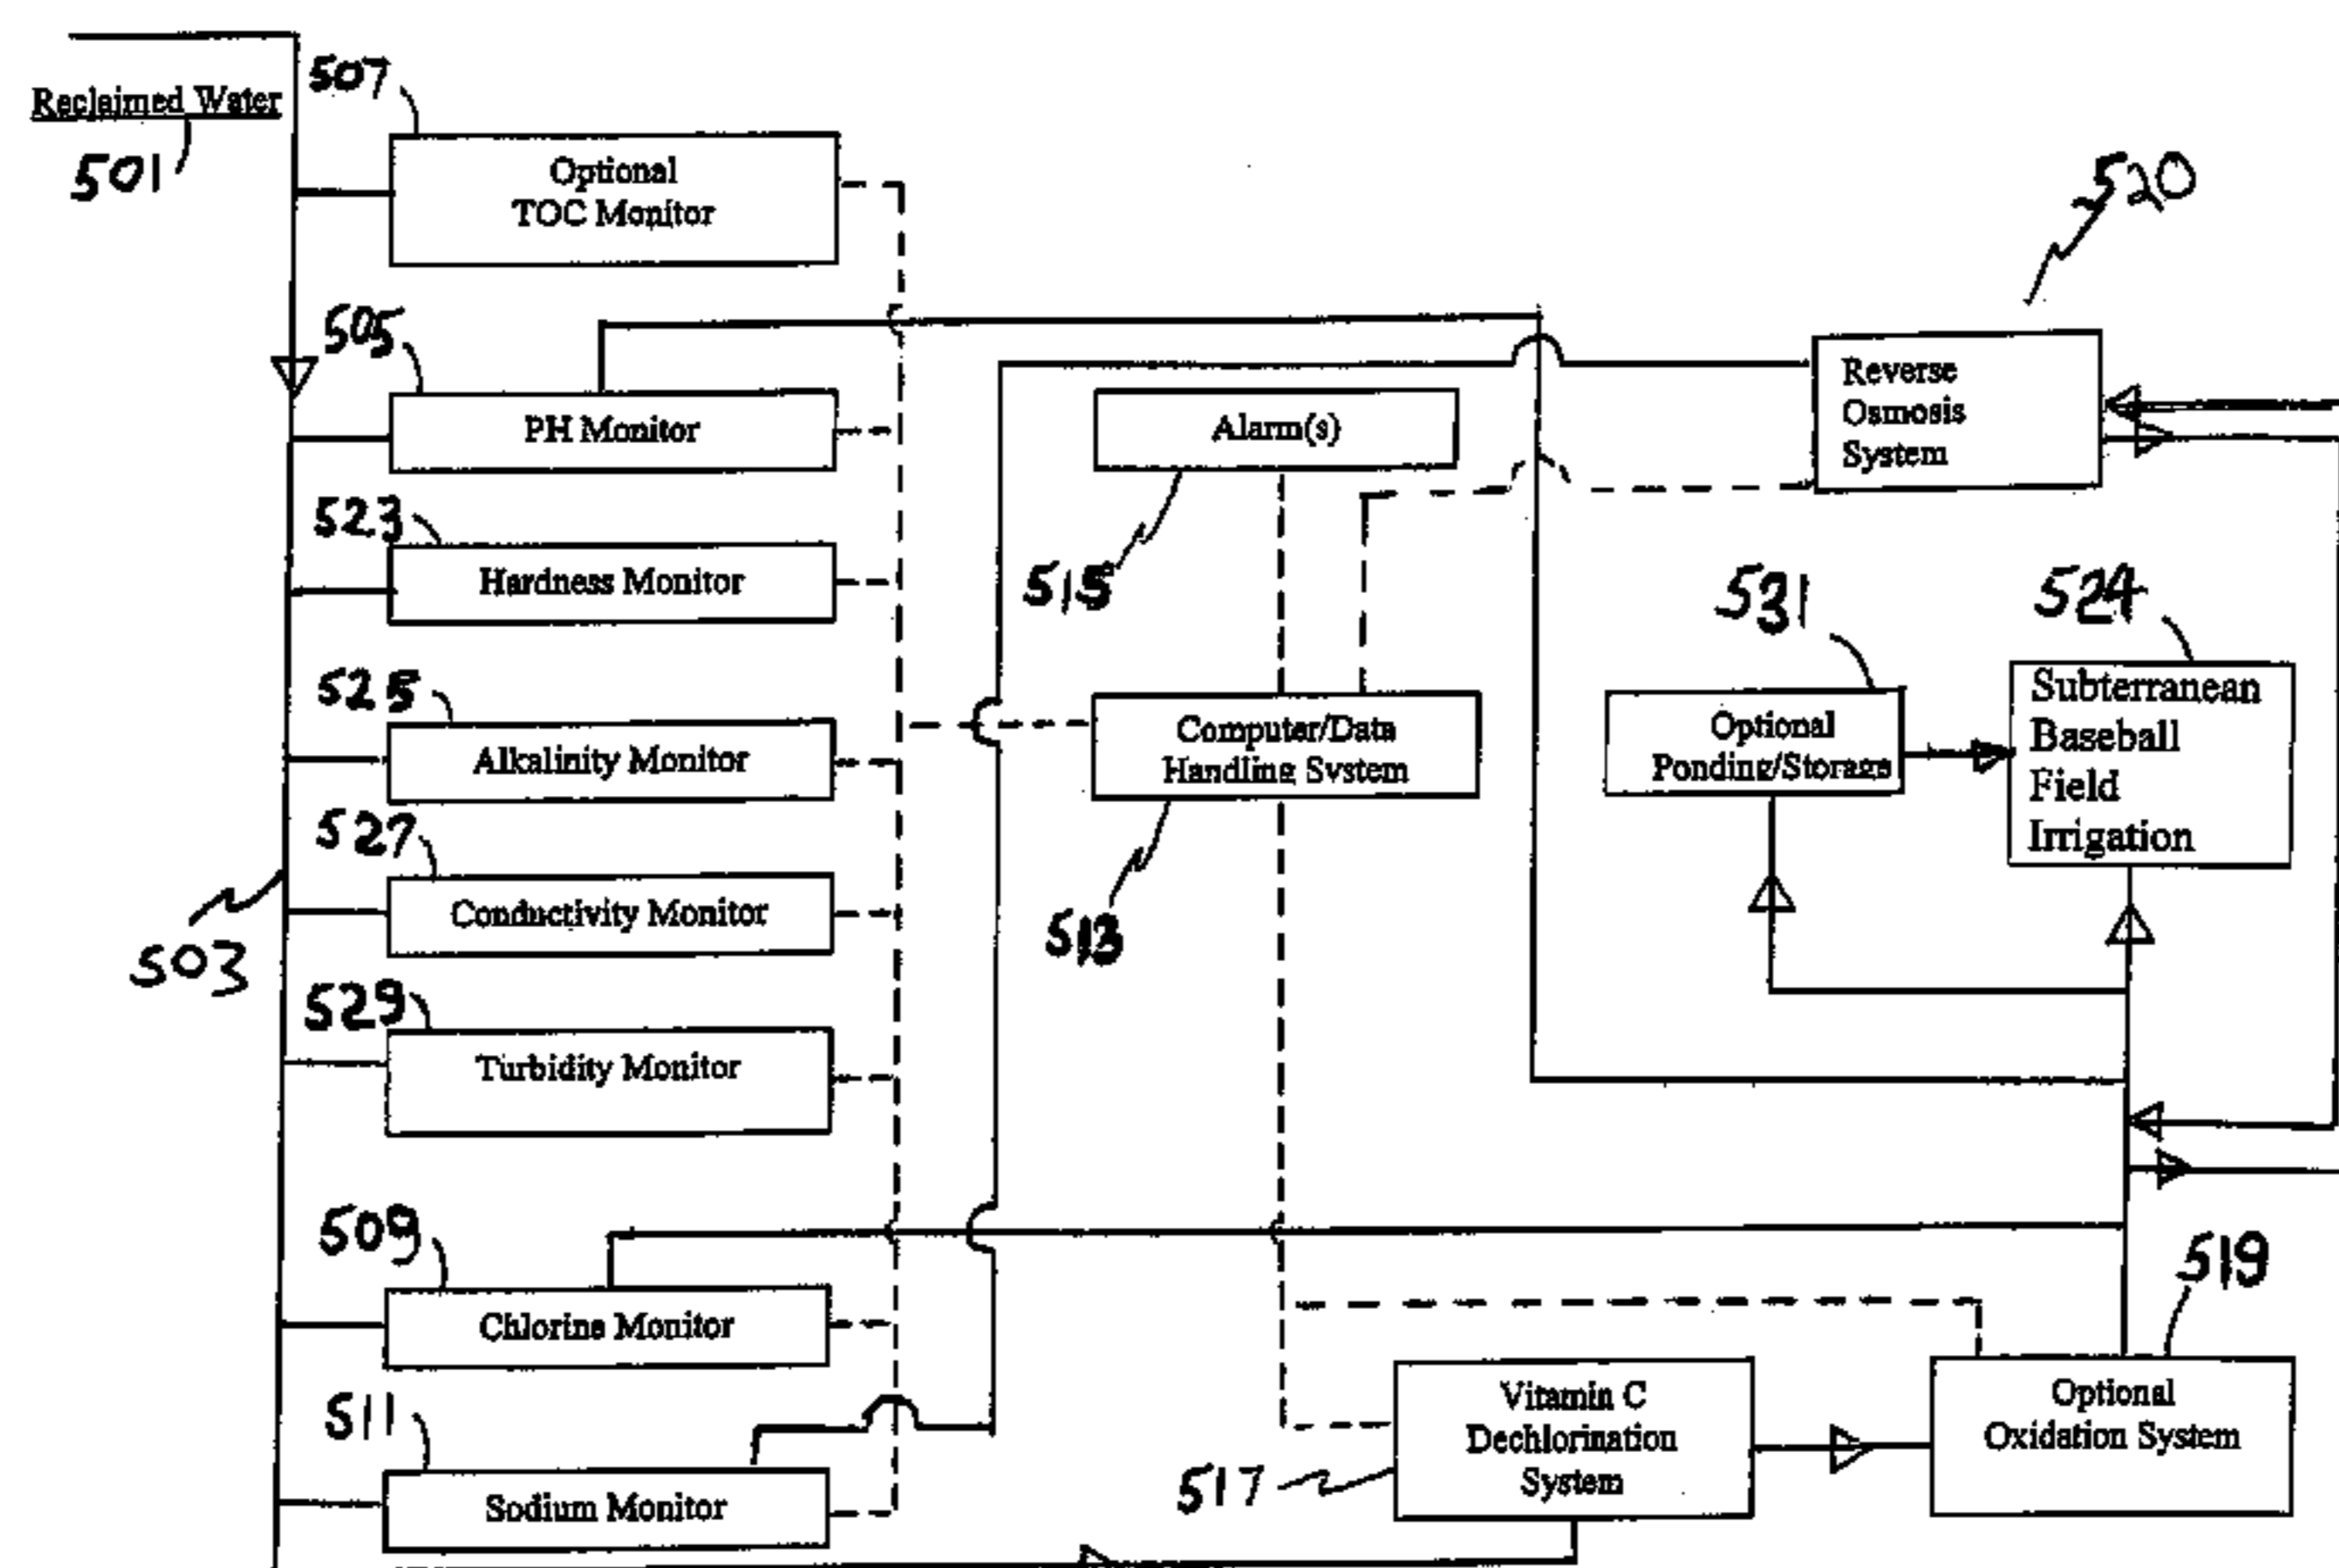 Reclaimed Water
501
507
Optional
TOC Monitor
505
PH Monitor
523
Hardness Monitor
525
Alkalinity Monitor
527
Conductivity Monitor
503
529
Turbidity Monitor
509
Chlorine Monitor
511
Sodium Monitor
Alarm(s)
515
Computer/Data
Handling System
513
520
Reverse
Osmosis
System
531
Optional
Ponding/Storage
524
Subterranean
Baseball
Field
Irrigation
517
Vitamin C
Dechlorination
System
519
Optional
Oxidation System